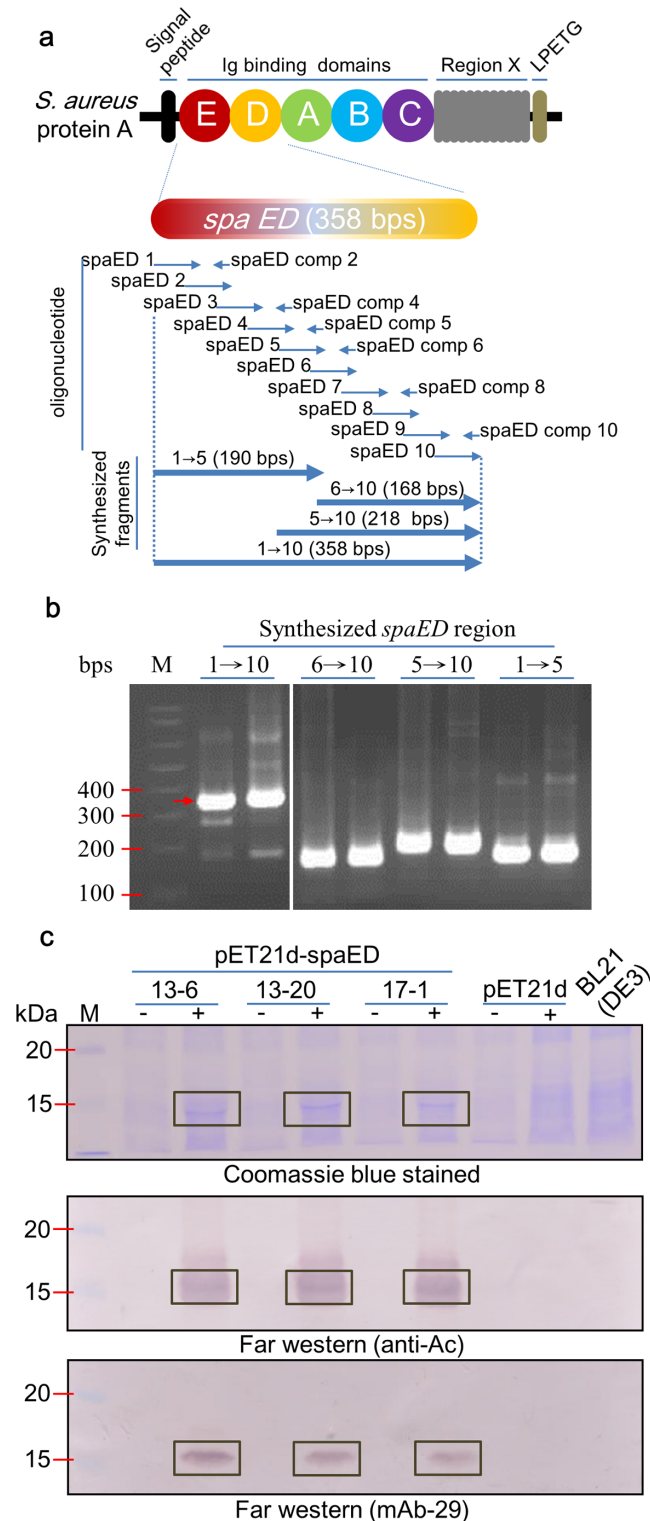 a
Signal peptide
Ig binding domains
Region X
LPETG
S. aureus
protein A
E D A B C
spa ED (358 bps)
spaED 1
spaED comp 2
spaED 2
spaED 3
spaED comp 4
spaED 4
spaED comp 5
spaED 5
spaED comp 6
spaED 6
spaED 7
spaED comp 8
spaED 8
spaED 9
spaED comp 10
spaED 10
oligonucleotide
1→5 (190 bps)
6→10 (168 bps)
5→10 (218 bps)
1→10 (358 bps)
Synthesized fragments
b
Synthesized spaED region
bps M 1→10 6→10 5→10 1→5
400
300
200
100
c
pET21d-spaED
13-6 13-20 17-1 pET21d BL21 (DE3)
kDa M - + - + - + - +
20
15
Coomassie blue stained
20
15
Far western (anti-Ac)
20
15
Far western (mAb-29)